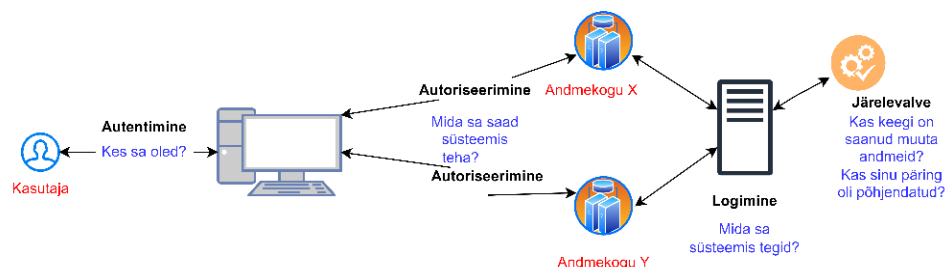 Autentimine
Kes sa oled?
Kasutaja
Autoriseerimine
Mida sa saad
süsteemis
teha?
Autoriseerimine
Andmekogu X
Andmekogu Y
Logimine
Mida sa
süsteemis tegid?
Järelevalve
Kas keegi on
saanud muuta
andmeid?
Kas sinu päring
oli põhjendatud?